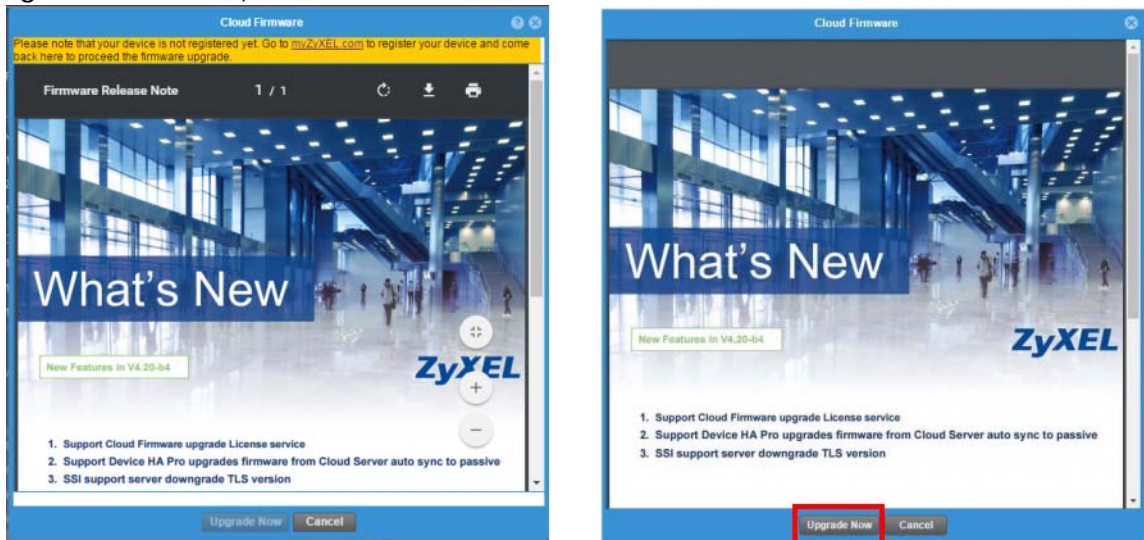 Cloud Firmware
Please note that your device is not registered yet. Go to myZyXEL.com to register your device and come
back here to proceed the firmware upgrade.
Firmware Release Note 1 / 1
What's New
New Features in V4.20-b4
ZyXEL
1. Support Cloud Firmware upgrade License service
2. Support Device HA Pro upgrades firmware from Cloud Server auto sync to passive
3. SSI support server downgrade TLS version
Upgrade Now Cancel
Cloud Firmware
What's New
New Features in V4.20-b4
ZyXEL
1. Support Cloud Firmware upgrade License service
2. Support Device HA Pro upgrades firmware from Cloud Server auto sync to passive
3. SSI support server downgrade TLS version
Upgrade Now Cancel